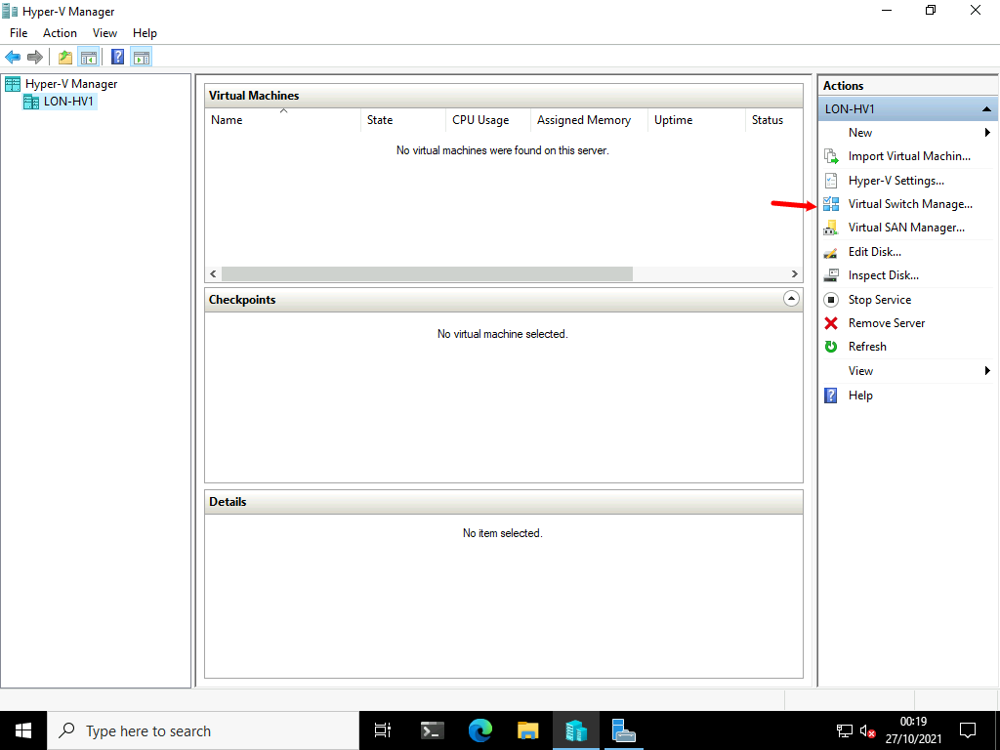 Hyper-V Manager
File Action View Help
Hyper-V Manager
LON-HV1
Virtual Machines
Name State CPU Usage Assigned Memory Uptime Status
No virtual machines were found on this server.
Checkpoints
No virtual machine selected.
Details
No item selected.
Actions
LON-HV1
New
Import Virtual Machin...
Hyper-V Settings...
Virtual Switch Manage...
Virtual SAN Manager...
Edit Disk...
Inspect Disk...
Stop Service
Remove Server
Refresh
View
Help
Type here to search
00:19
27/10/2021